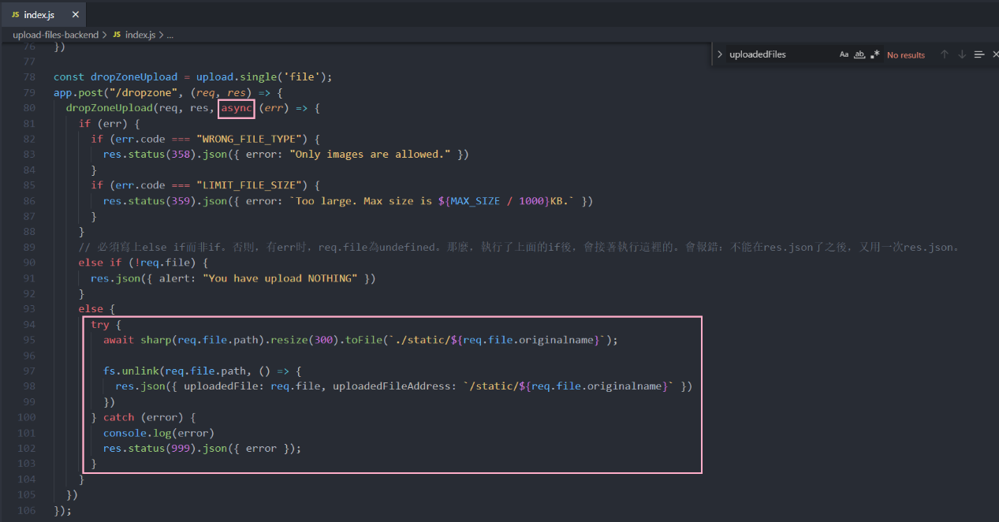 JS index.js ×
upload-files-backend > JS index.js > ...
uploadedFiles Aa ab .* No results
76 })
77
78 const dropZoneUpload = upload.single('file');
79 app.post("/dropzone", (req, res) => {
80 dropZoneUpload(req, res, async (err) => {
81 if (err) {
82 if (err.code === "WRONG_FILE_TYPE") {
83 res.status(358).json({ error: "Only images are allowed." })
84 }
85 if (err.code === "LIMIT_FILE_SIZE") {
86 res.status(359).json({ error: `Too large. Max size is ${MAX_SIZE / 1000}KB.` })
87 }
88 }
89 // 必須寫上else if而非if。否則，有err时，req.file為undefined。那麼，執行了上面的if後，會接著執行這裡的。會報錯：不能在res.json了之後，又用一次res.json。
90 else if (!req.file) {
91 res.json({ alert: "You have upload NOTHING" })
92 }
93 else {
94 try {
95 await sharp(req.file.path).resize(300).toFile(`./static/${req.file.originalname}`);
96
97 fs.unlink(req.file.path, () => {
98 res.json({ uploadedFile: req.file, uploadedFileAddress: `/static/${req.file.originalname}` })
99 })
100 } catch (error) {
101 console.log(error)
102 res.status(999).json({ error });
103 }
104 }
105 })
106 });